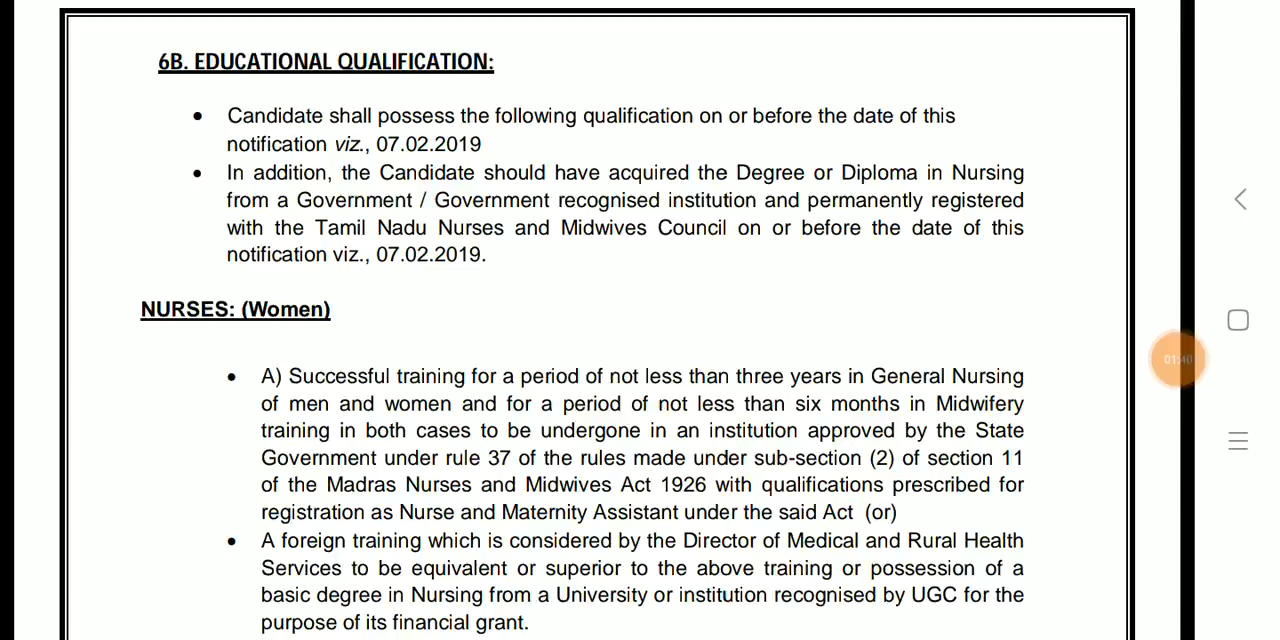 6B. EDUCATIONAL QUALIFICATION:
• Candidate shall possess the following qualification on or before the date of this
notification viz., 07.02.2019
• In addition, the Candidate should have acquired the Degree or Diploma in Nursing
from a Government / Government recognised institution and permanently registered
with the Tamil Nadu Nurses and Midwives Council on or before the date of this
notification viz., 07.02.2019.
NURSES: (Women)
• A) Successful training for a period of not less than three years in General Nursing
of men and women and for a period of not less than six months in Midwifery
training in both cases to be undergone in an institution approved by the State
Government under rule 37 of the rules made under sub-section (2) of section 11
of the Madras Nurses and Midwives Act 1926 with qualifications prescribed for
registration as Nurse and Maternity Assistant under the said Act (or)
• A foreign training which is considered by the Director of Medical and Rural Health
Services to be equivalent or superior to the above training or possession of a
basic degree in Nursing from a University or institution recognised by UGC for the
purpose of its financial grant.
01:40